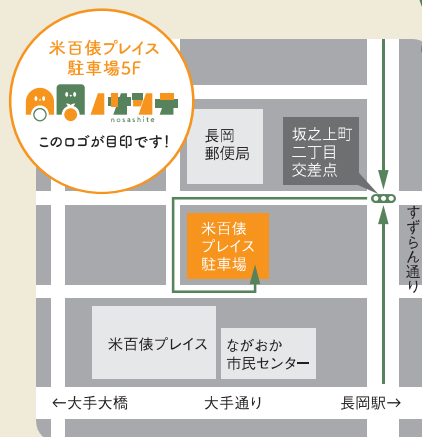 米百俵プレイス
駐車場5F
ノサシテ
nosashite
このロゴが目印です!
長岡
郵便局
坂之上町
二丁目
交差点
すずらん通り
米百俵
プレイス
駐車場
米百俵プレイス
ながおか
市民センター
←大手大橋
大手通り
長岡駅→